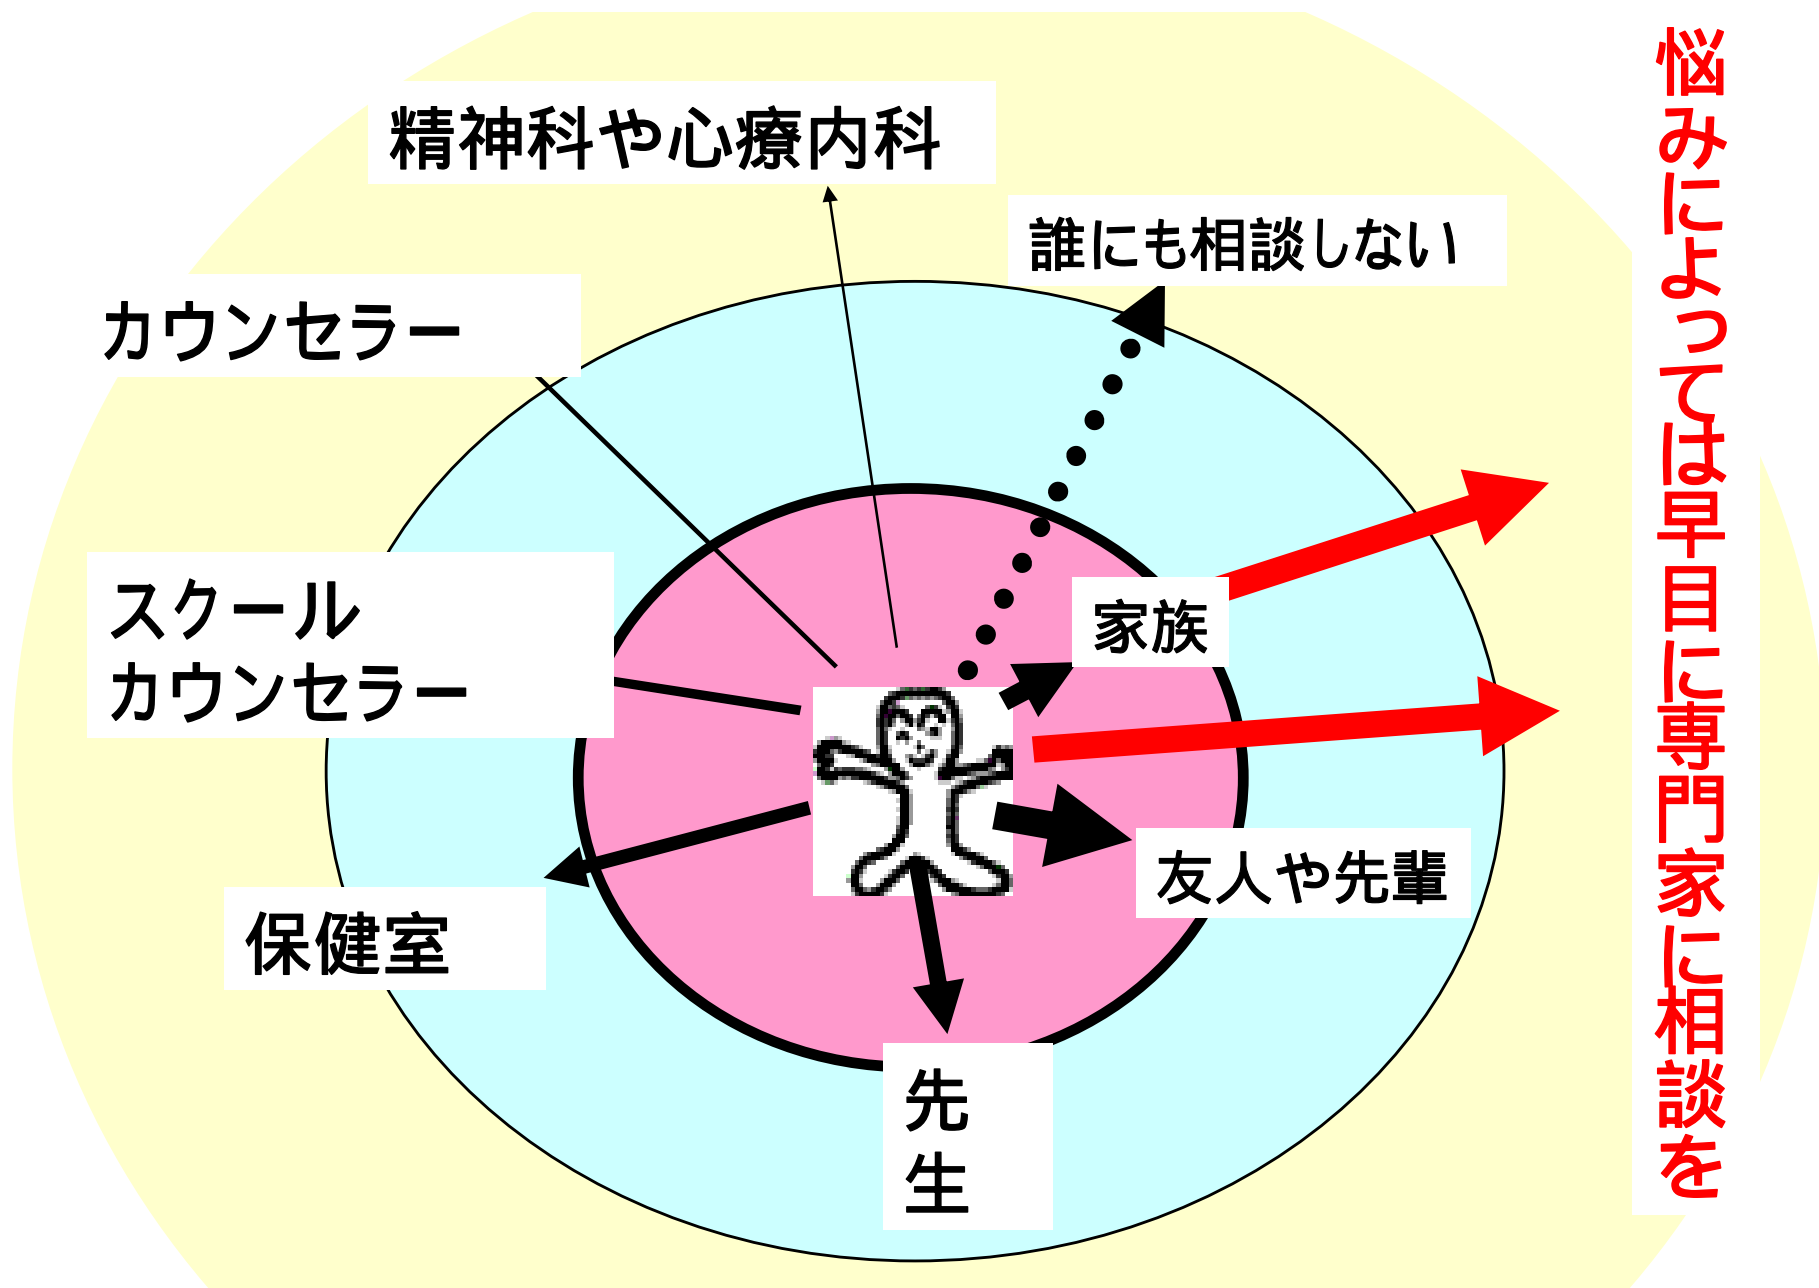 精神科や心療内科
誰にも相談しない
カウンセラー
スクール
カウンセラー
家族
友人や先輩
保健室
先
生
悩みによっては早目に専門家に相談を